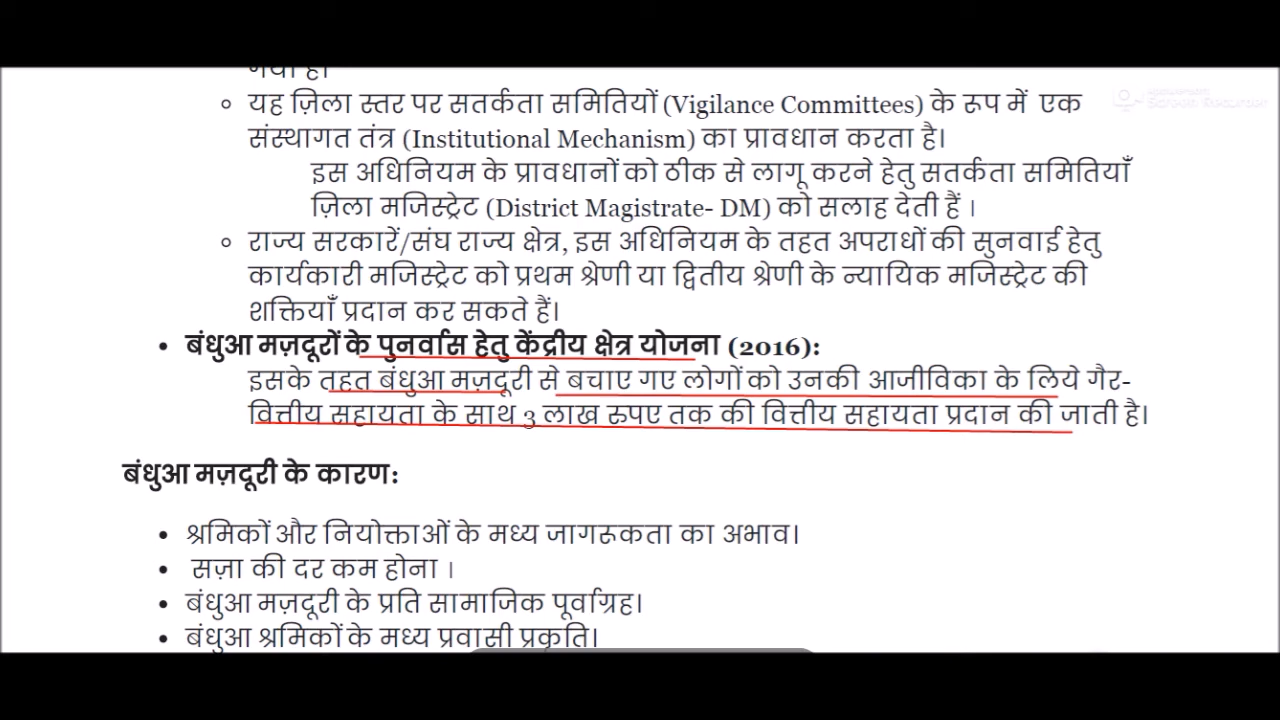 यह ज़िला स्तर पर सतर्कता समितियों (Vigilance Committees) के रूप में एक
संस्थागत तंत्र (Institutional Mechanism) का प्रावधान करता है।
इस अधिनियम के प्रावधानों को ठीक से लागू करने हेतु सतर्कता समितियाँ
ज़िला मजिस्ट्रेट (District Magistrate- DM) को सलाह देती हैं ।
राज्य सरकारें/संघ राज्य क्षेत्र, इस अधिनियम के तहत अपराधों की सुनवाई हेतु
कार्यकारी मजिस्ट्रेट को प्रथम श्रेणी या द्वितीय श्रेणी के न्यायिक मजिस्ट्रेट की
शक्तियाँ प्रदान कर सकते हैं।
बंधुआ मज़दूरों के पुनर्वास हेतु केंद्रीय क्षेत्र योजना (2016):
इसके तहत बंधुआ मज़दूरी से बचाए गए लोगों को उनकी आजीविका के लिये गैर-
वित्तीय सहायता के साथ 3 लाख रुपए तक की वित्तीय सहायता प्रदान की जाती है।
बंधुआ मज़दूरी के कारण:
श्रमिकों और नियोक्ताओं के मध्य जागरूकता का अभाव।
सज़ा की दर कम होना ।
बंधुआ मज़दूरी के प्रति सामाजिक पूर्वाग्रह।
बंधुआ श्रमिकों के मध्य प्रवासी प्रकृति।